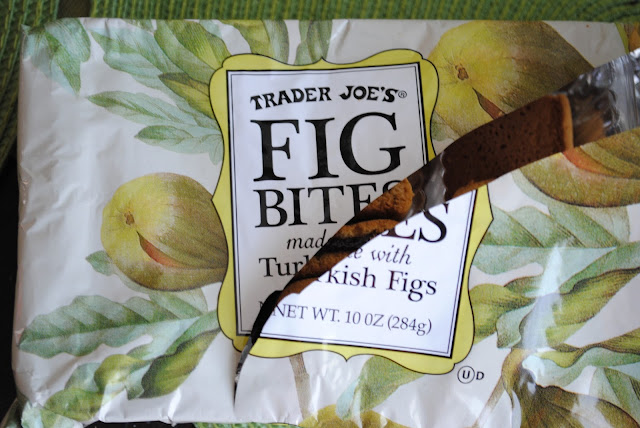 TRADER JOE'S®
FIG
BITES
made with
Turkish Figs
NET WT. 10 OZ (284g)
U D